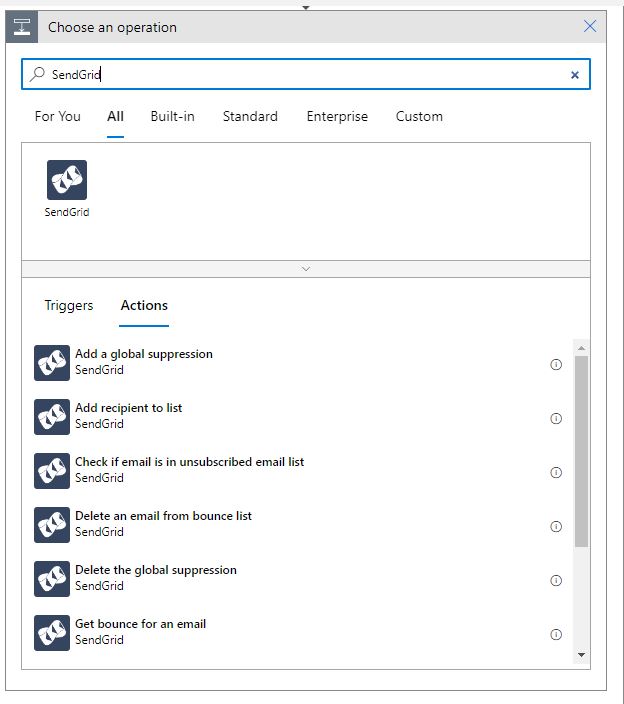 Choose an operation
SendGrid
For You All Built-in Standard Enterprise Custom
SendGrid
Triggers Actions
Add a global suppression
SendGrid
Add recipient to list
SendGrid
Check if email is in unsubscribed email list
SendGrid
Delete an email from bounce list
SendGrid
Delete the global suppression
SendGrid
Get bounce for an email
SendGrid